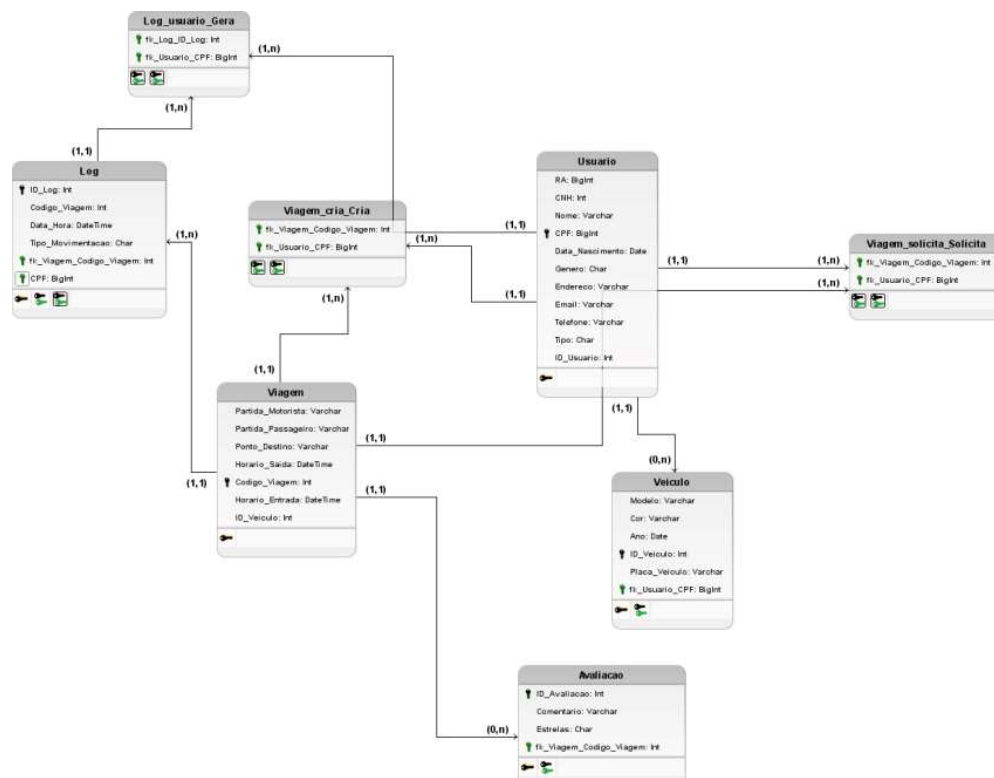 Log_usuario_Gera
fk_Log_ID_Log: Int
fk_Usuario_CPF: BigInt
(1,n)
(1,n)
(1,1)
Log
ID_Log: Int
Codigo_Viagem: Int
Data_Hora: DateTime
Tipo_Movimentacao: Char
fk_Viagem_Codigo_Viagem: Int
CPF: BigInt
(1,n)
Viagem_cria_Cria
fk_Viagem_Codigo_Viagem: Int
fk_Usuario_CPF: BigInt
(1,1)
(1,n)
(1,1)
(1,n)
Usuario
RA: BigInt
CNH: Int
Nome: Varchar
CPF: BigInt
Data_Nascimento: Date
Genero: Char
Endereco: Varchar
Email: Varchar
Telefone: Varchar
Tipo: Char
ID_Usuario: Int
(1,1)
(1,n)
(1,n)
Viagem_solicita_Solicita
fk_Viagem_Codigo_Viagem: Int
fk_Usuario_CPF: BigInt
(1,1)
Viagem
Partida_Motorista: Varchar
Partida_Passageiro: Varchar
Ponto_Destino: Varchar
Horario_Saida: DateTime
Codigo_Viagem: Int
Horario_Entrada: DateTime
ID_Veiculo: Int
(1,1)
(1,1)
(1,1)
(1,1)
(0,n)
Veiculo
Modelo: Varchar
Cor: Varchar
Ano: Date
ID_Veiculo: Int
Placa_Veiculo: Varchar
fk_Usuario_CPF: BigInt
(0,n)
Avaliacao
ID_Avaliacao: Int
Comentario: Varchar
Estrelas: Char
fk_Viagem_Codigo_Viagem: Int